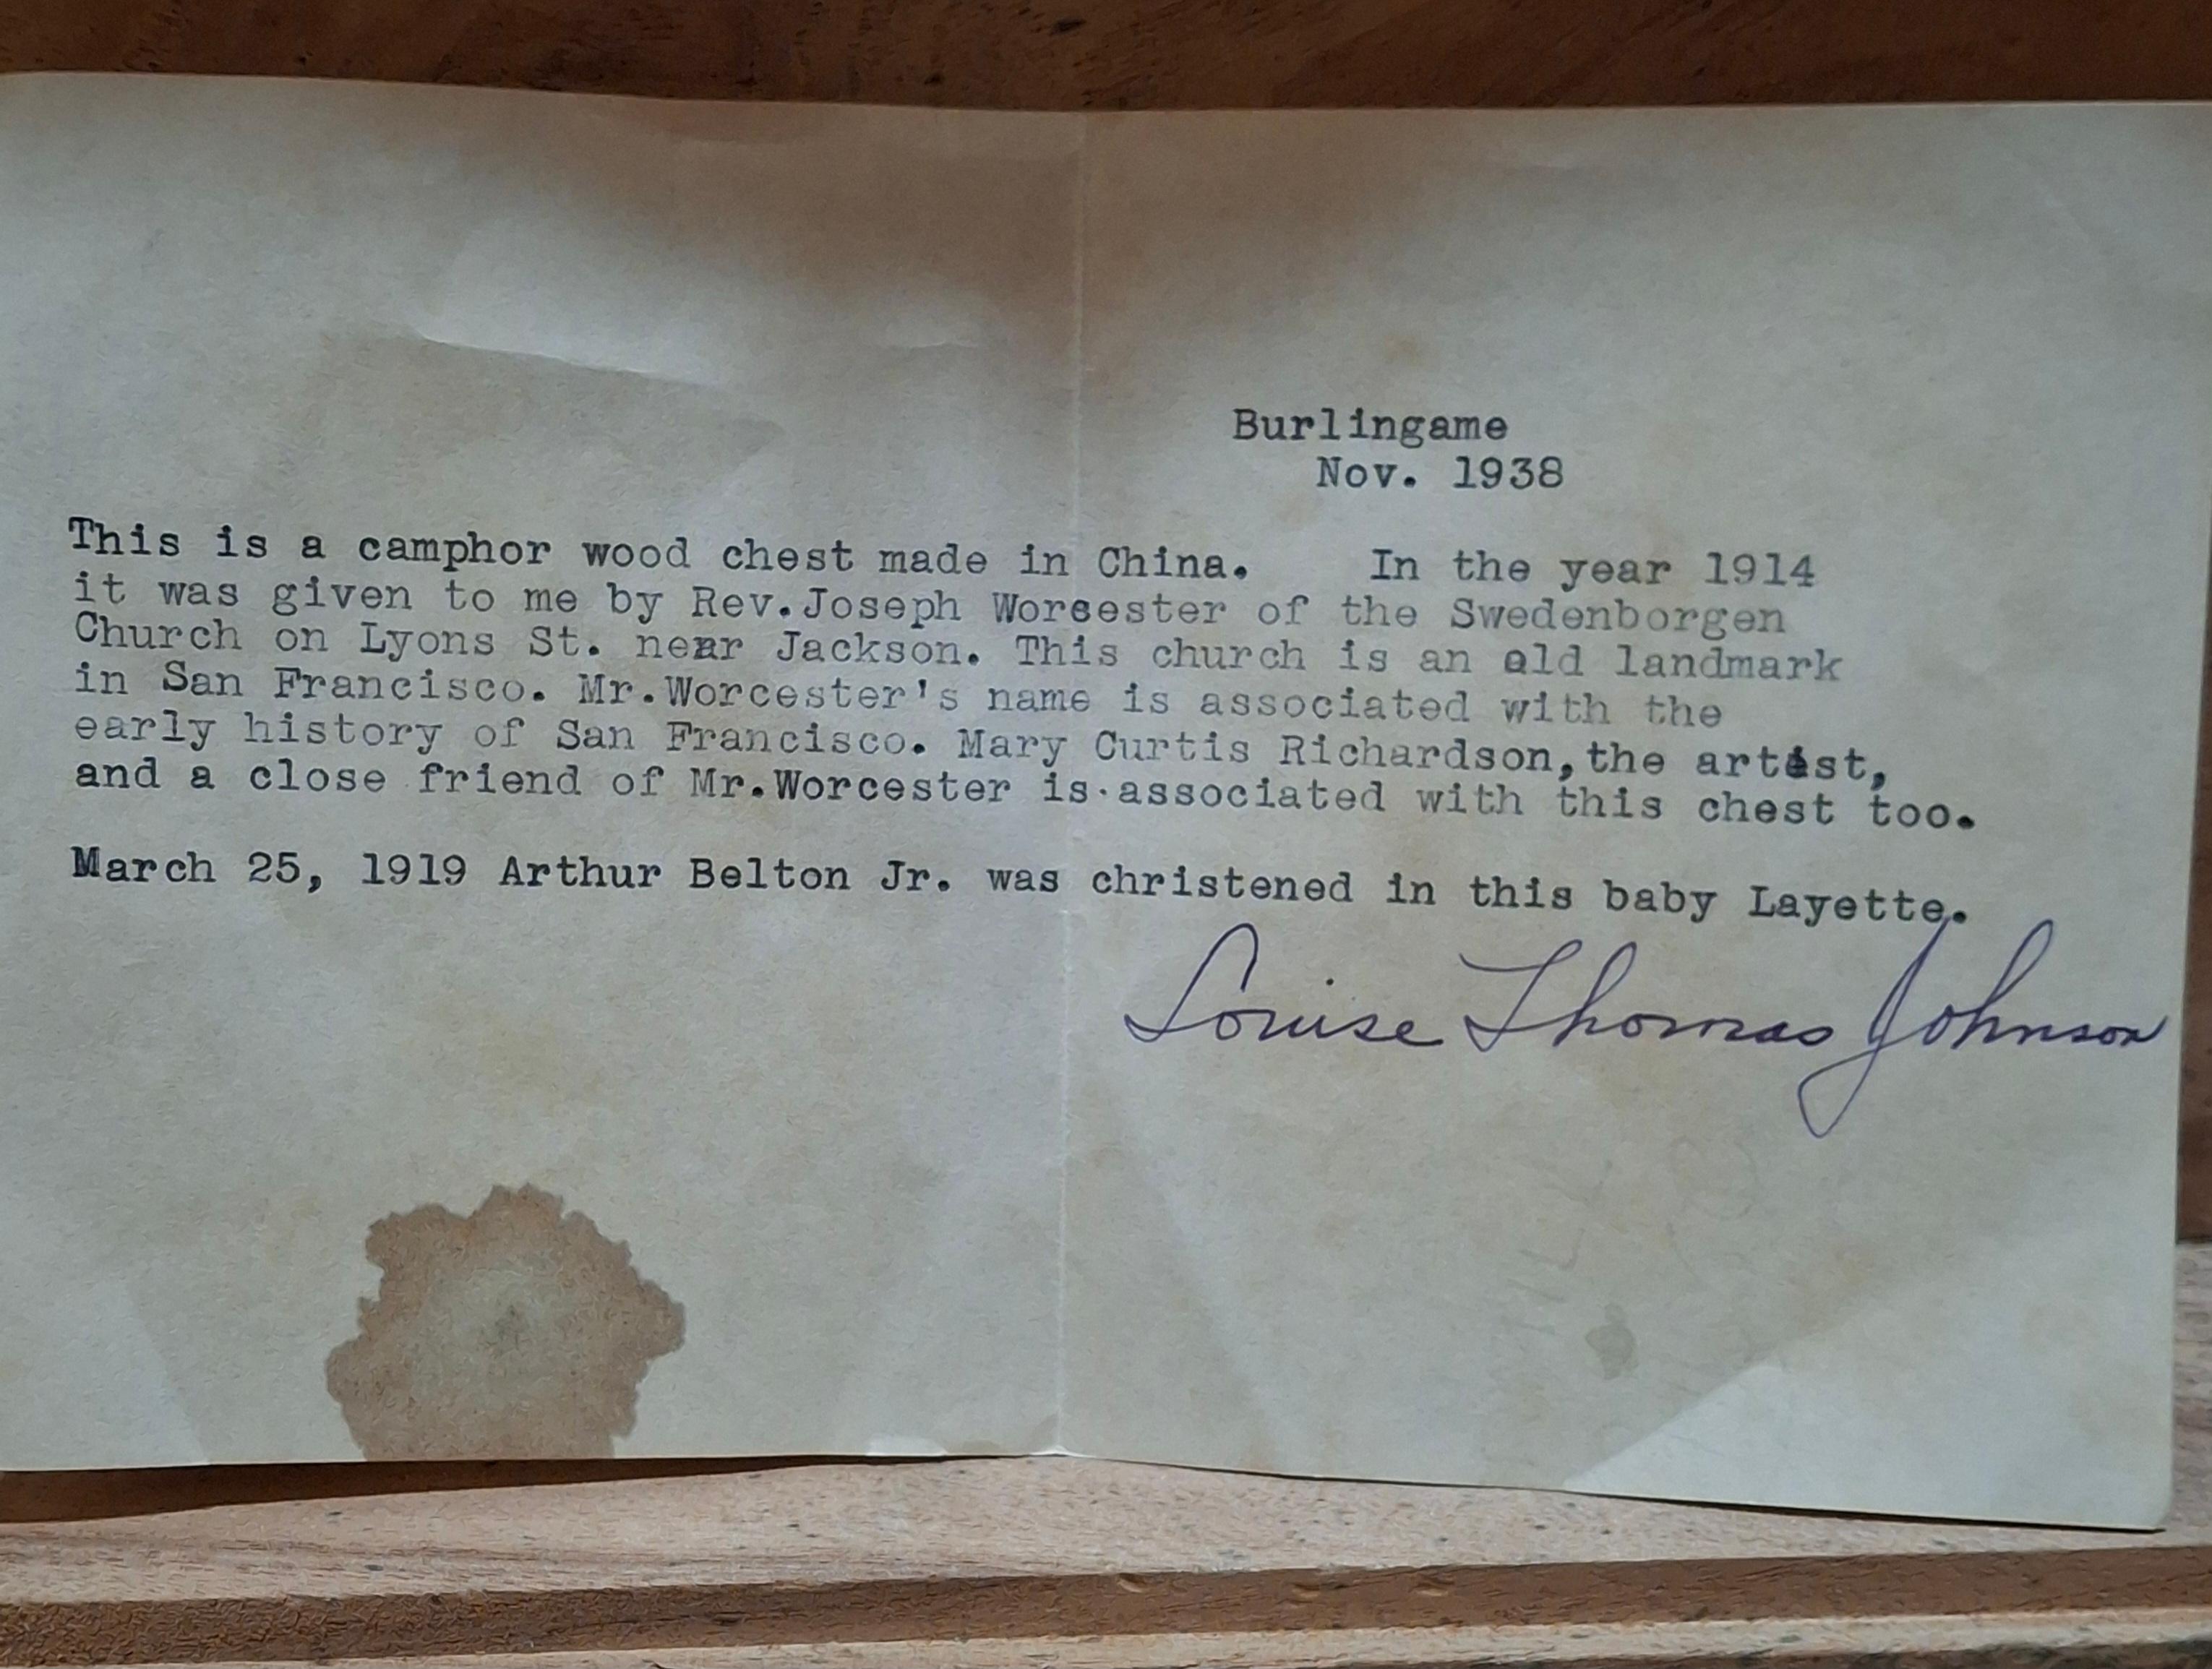 Burlingame
Nov. 1938
This is a camphor wood chest made in China. In the year 1914
it was given to me by Rev.Joseph Worcester of the Swedenborgen
Church on Lyons St. near Jackson. This church is an old landmark
in San Francisco. Mr.Worcester's name is associated with the
early history of San Francisco. Mary Curtis Richardson,the artist,
and a close friend of Mr.Worcester is associated with this chest too.
March 25, 1919 Arthur Belton Jr. was christened in this baby Layette.
Louise Thomas Johnson